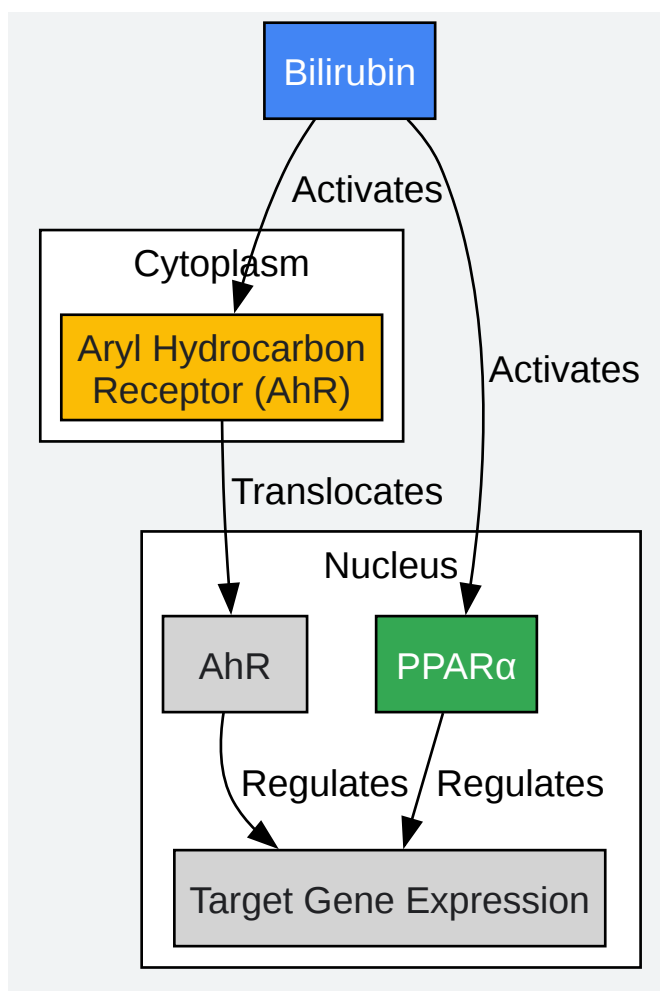 Bilirubin
Activates
Cytoplasm
Aryl Hydrocarbon
Receptor (AhR)
Activates
Translocates
Nucleus
AhR
PPARα
Regulates
Regulates
Target Gene Expression